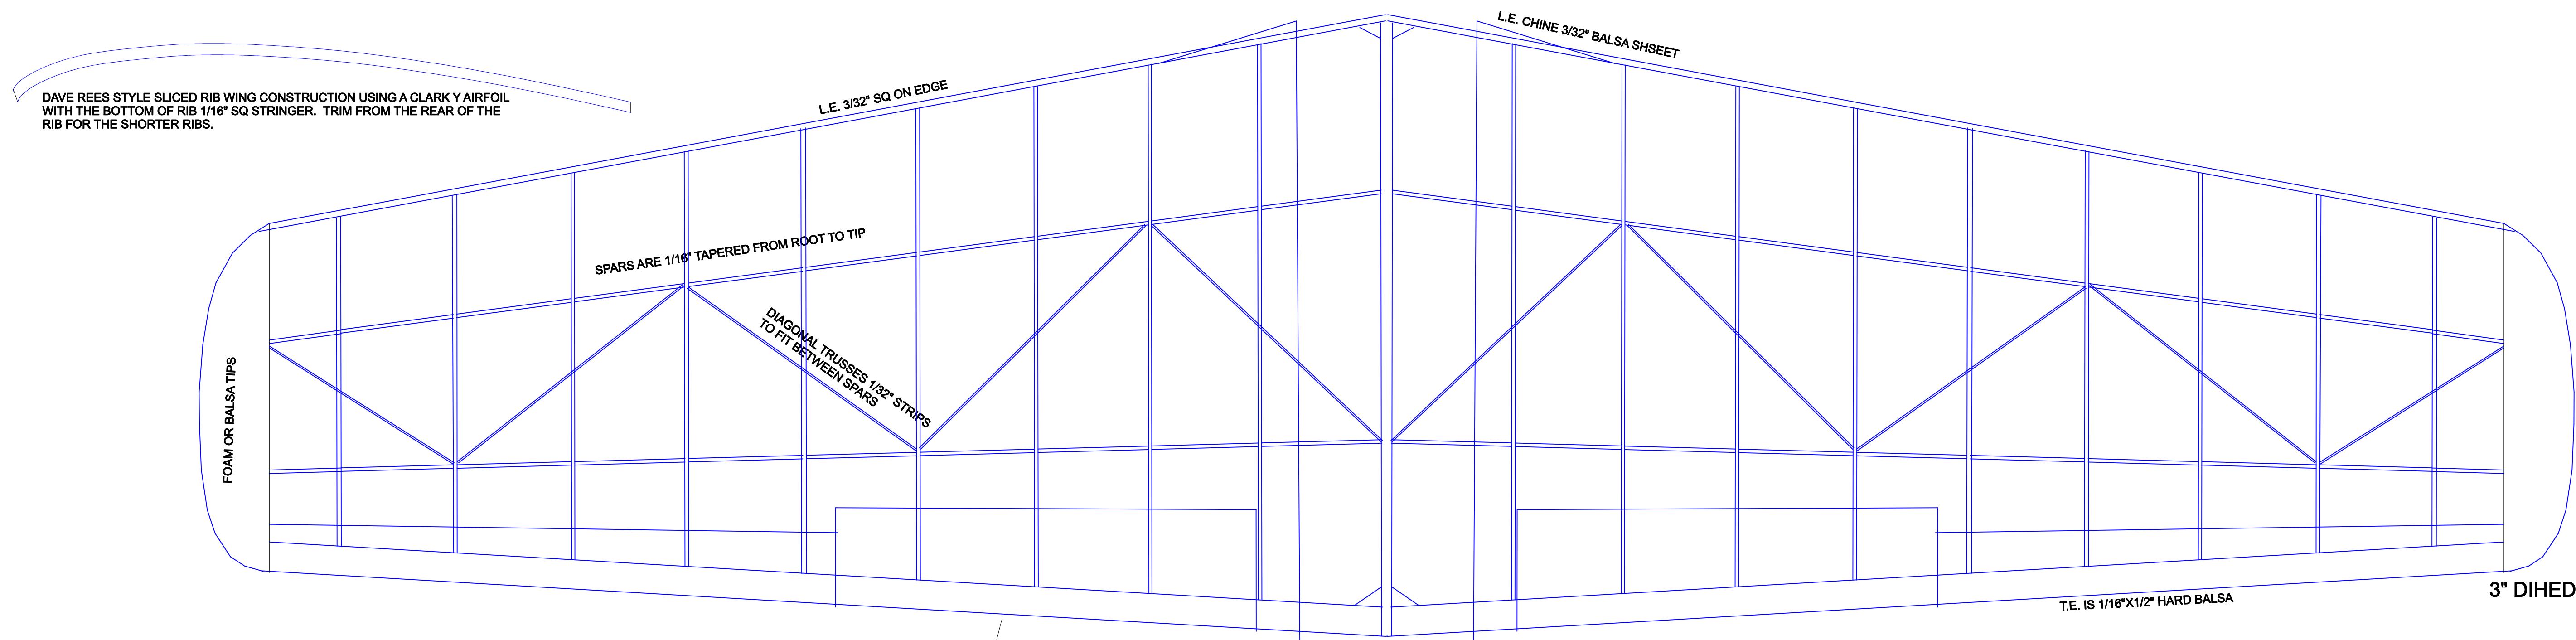 L.E. CHINE 3/32" BALSA SHSEET
DAVE REES STYLE SLICED RIB WING CONSTRUCTION USING A CLARK Y AIRFOIL
WITH THE BOTTOM OF RIB 1/16" SQ STRINGER. TRIM FROM THE REAR OF THE
RIB FOR THE SHORTER RIBS.
L.E. 3/32" SQ ON EDGE
SPARS ARE 1/16" TAPERED FROM ROOT TO TIP
DIAGONAL TRUSSES 1/32" STRIPS
TO FIT BETWEEN SPARS
FOAM OR BALSA TIPS
T.E. IS 1/16"X1/2" HARD BALSA
3" DIHED